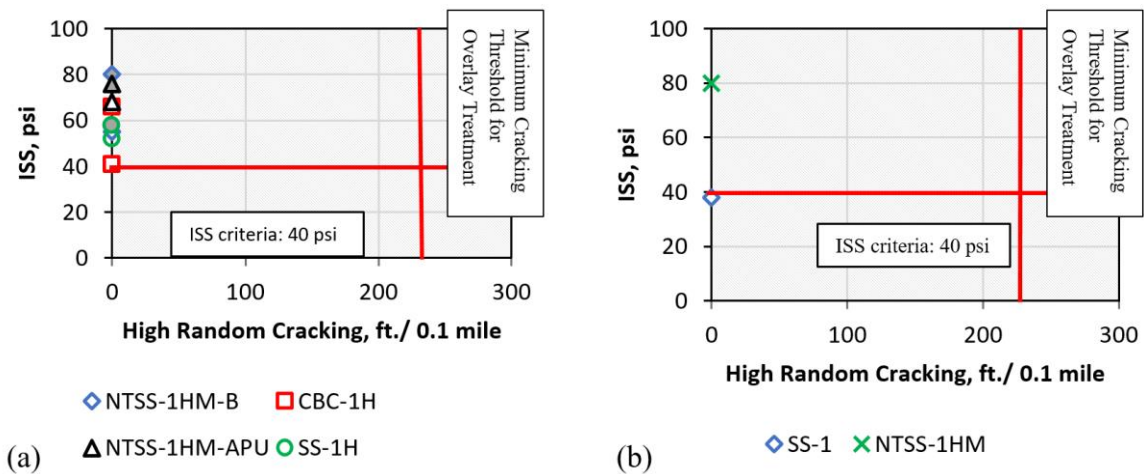 100
80
60
40
20
0
ISS, psi
0
100
200
300
High Random Cracking, ft./ 0.1 mile
ISS criteria: 40 psi
Minimum Cracking
Threshold for
Overlay Treatment
NTSS-1HM-B
CBC-1H
NTSS-1HM-APU
SS-1H
(a)
100
80
60
40
20
0
ISS, psi
0
100
200
300
High Random Cracking, ft./ 0.1 mile
ISS criteria: 40 psi
Minimum Cracking
Threshold for
Overlay Treatment
SS-1
NTSS-1HM
(b)